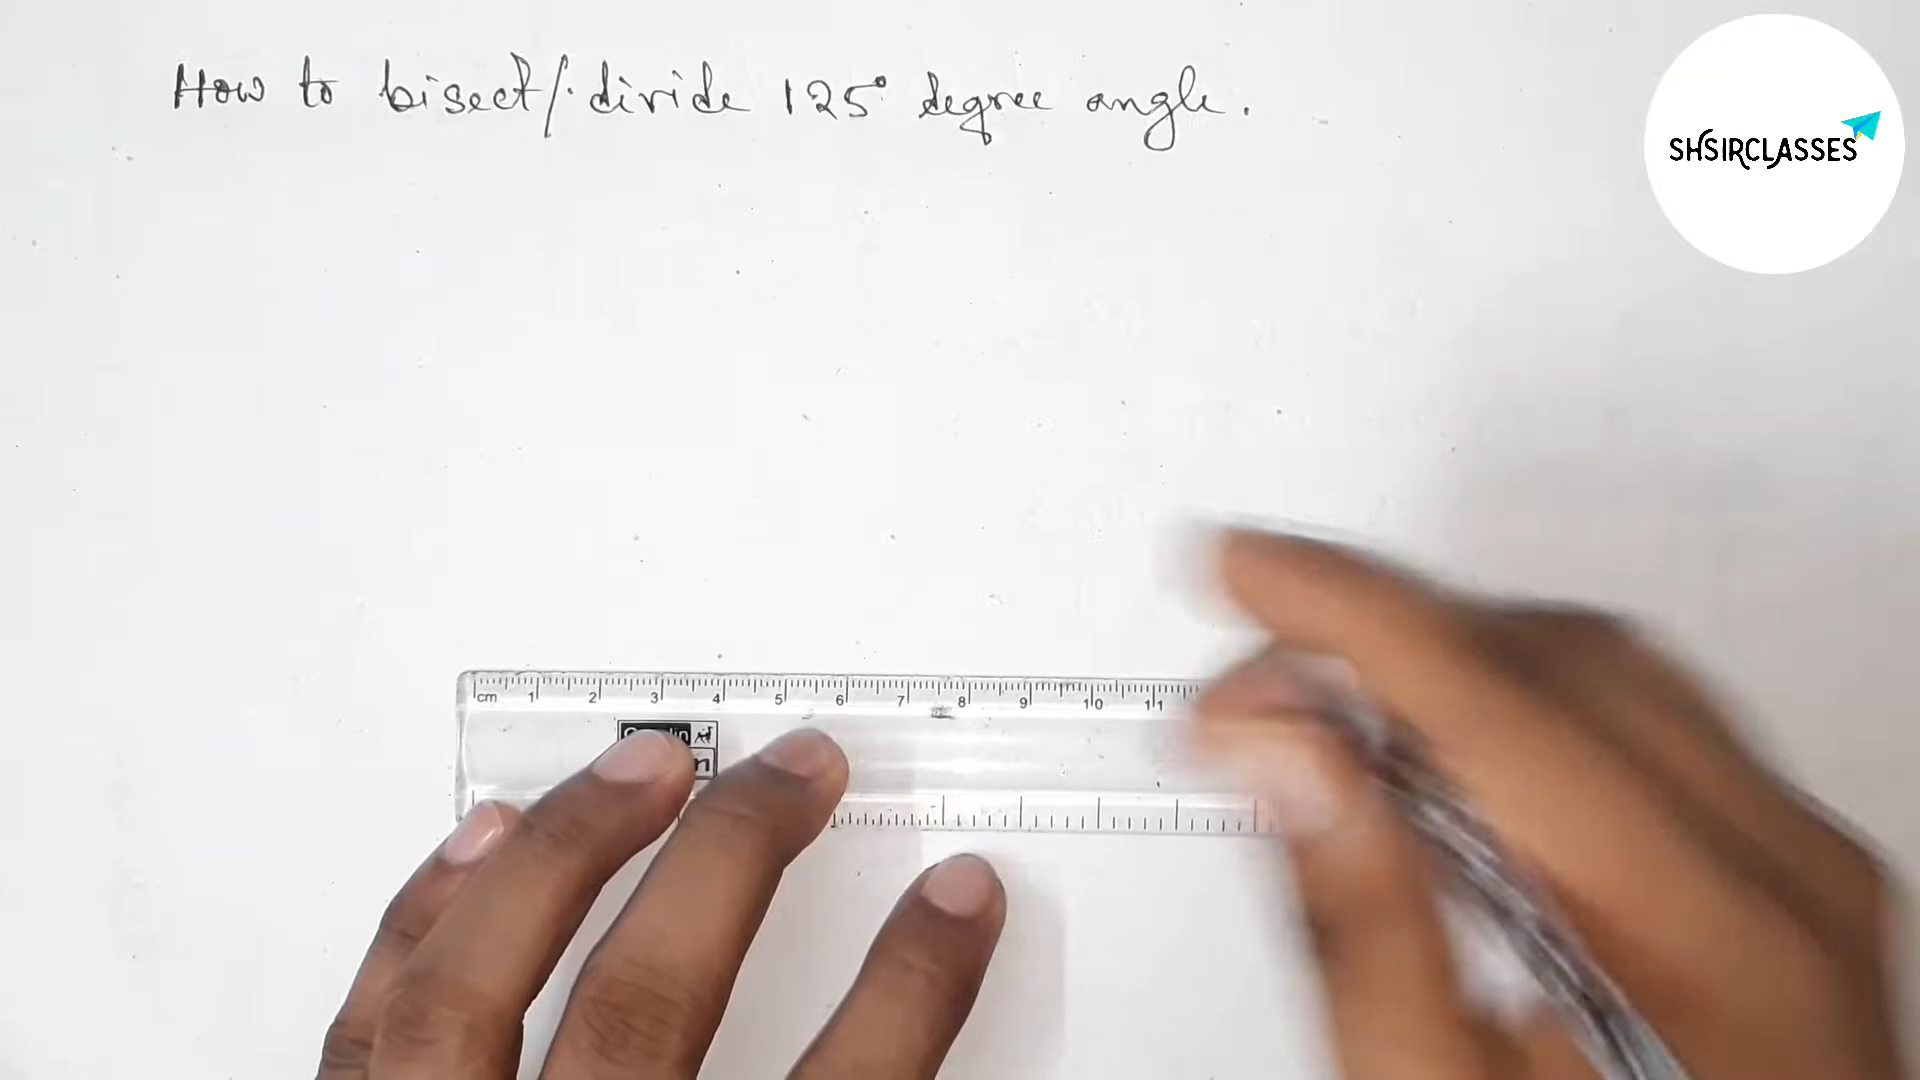 How to bisect/.divide 125° degree angle.
SHSIRCLASSES
cm 1 2 3 4 5 6 7 8 9 10 11